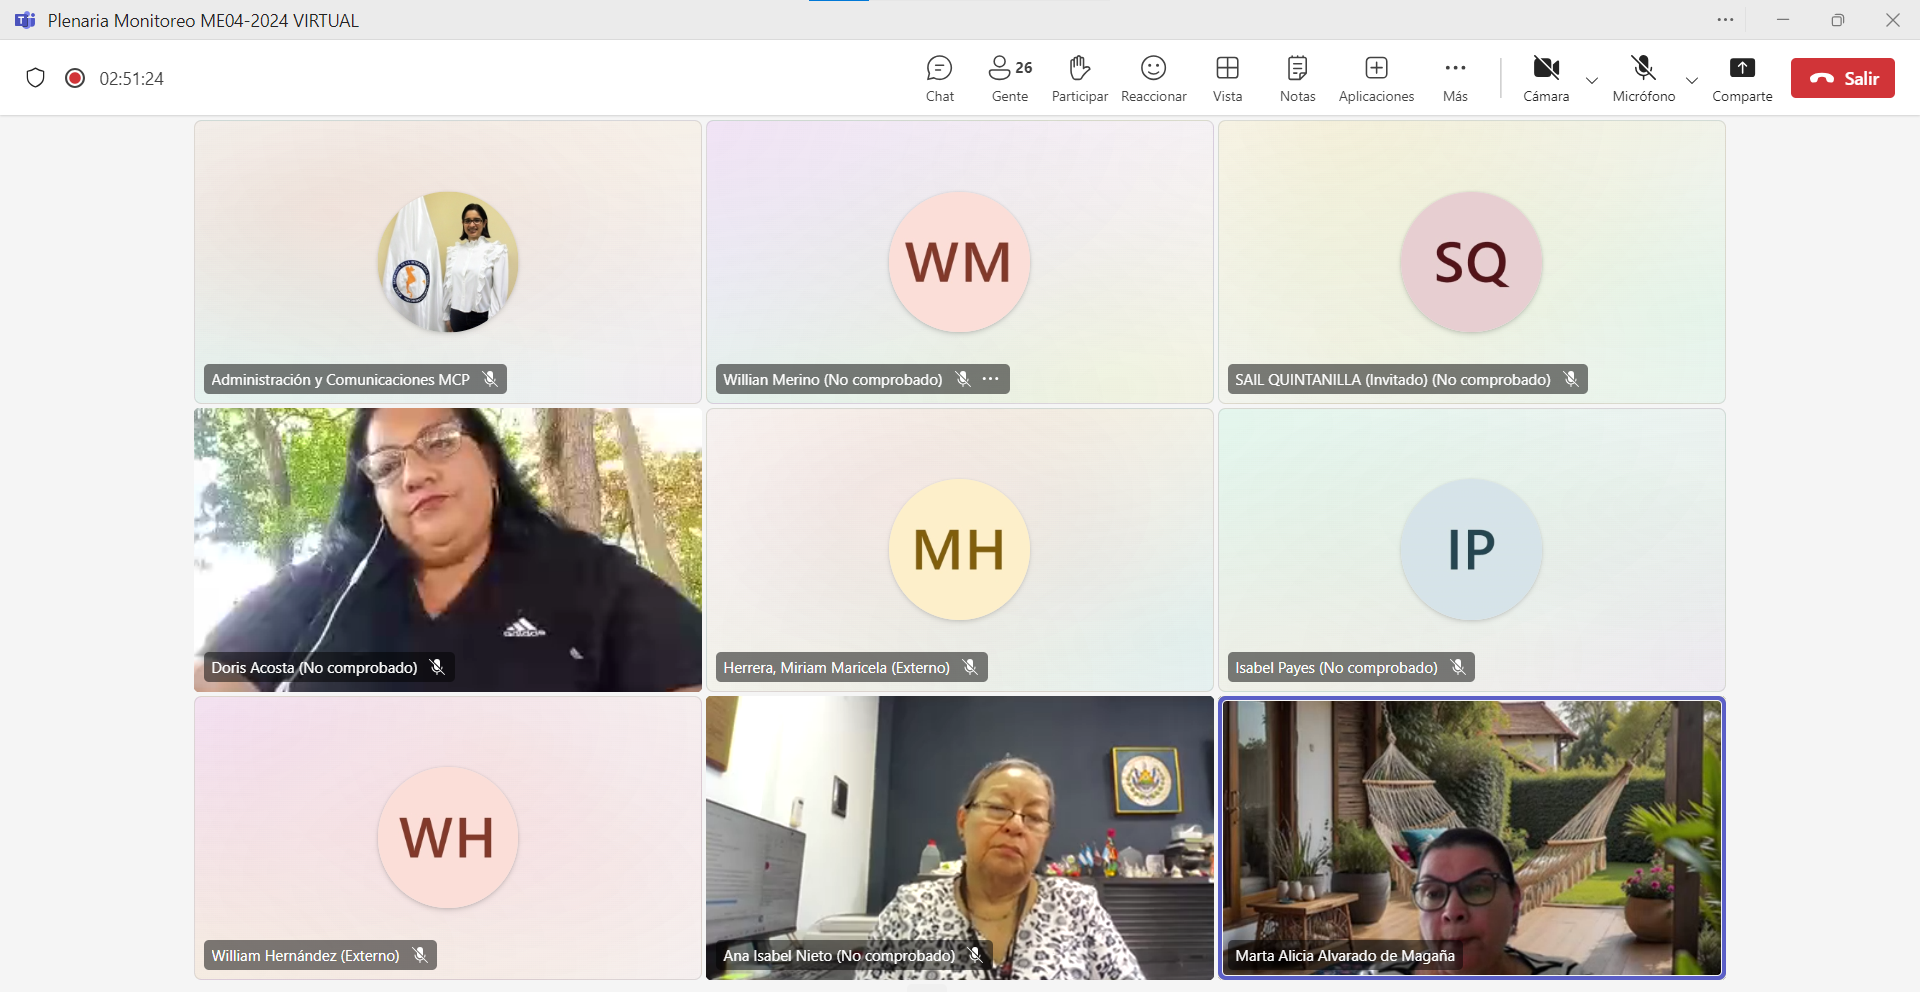 Plenaria Monitoreo ME04-2024 VIRTUAL
02:51:24
Chat
26
Gente
Participar
Reaccionar
Vista
Notas
Aplicaciones
Más
Cámara
Micrófono
Comparte
Salir
Administración y Comunicaciones MCP
WM
Willian Merino (No comprobado)
SQ
SAIL QUINTANILLA (Invitado) (No comprobado)
adidas
Doris Acosta (No comprobado)
MH
Herrera, Miriam Maricela (Externo)
IP
Isabel Payes (No comprobado)
WH
William Hernández (Externo)
Ana Isabel Nieto (No comprobado)
Marta Alicia Alvarado de Magaña